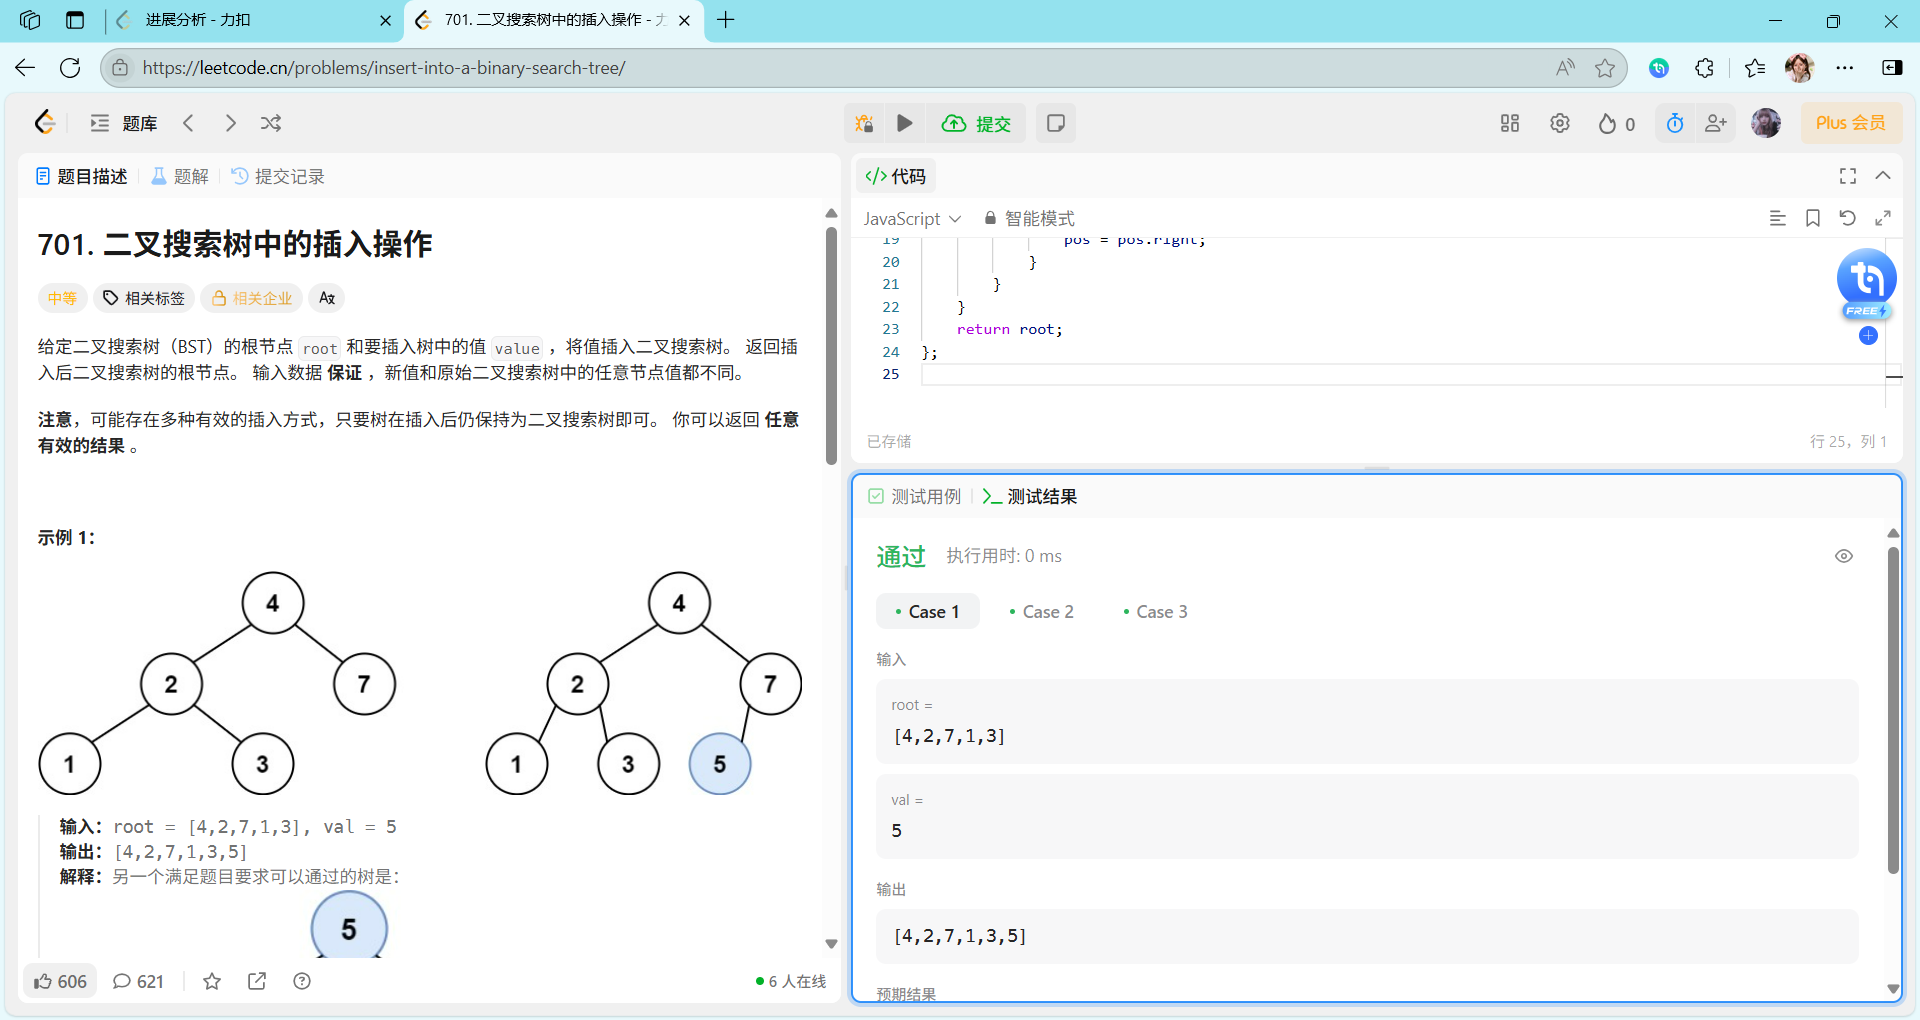 进展分析 - 力扣
701. 二叉搜索树中的插入操作 - 力
https://leetcode.cn/problems/insert-into-a-binary-search-tree/
题库
提交
0
Plus 会员
题目描述
题解
提交记录
701. 二叉搜索树中的插入操作
中等
相关标签
相关企业
给定二叉搜索树（BST）的根节点 root 和要插入树中的值 value ，将值插入二叉搜索树。 返回插
入后二叉搜索树的根节点。 输入数据 保证 ，新值和原始二叉搜索树中的任意节点值都不同。
注意，可能存在多种有效的插入方式，只要树在插入后仍保持为二叉搜索树即可。 你可以返回 任意
有效的结果 。
示例 1：
4
2
7
1
3
4
2
7
1
3
5
输入：root = [4,2,7,1,3], val = 5
输出：[4,2,7,1,3,5]
解释：另一个满足题目要求可以通过的树是：
5
606
621
6 人在线
</> 代码
JavaScript
智能模式
19 pos = pos.right;
20 }
21 }
22 }
23 return root;
24 };
25
FREE
已存储
行 25，列 1
测试用例
测试结果
通过
执行用时: 0 ms
Case 1
Case 2
Case 3
输入
root =
[4,2,7,1,3]
val =
5
输出
[4,2,7,1,3,5]
预期结果